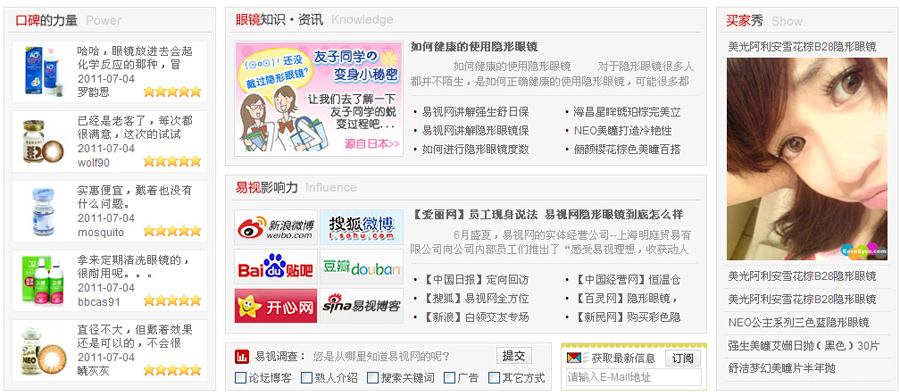 口碑的力量 Power
哈哈，眼镜放进去会起
化学反应的那种，冒
2011-07-04
罗韵思
已经是老客了，每次都
很满意，这次的试试
2011-07-04
wolf90
实惠便宜，戴着也没有
什么问题。
2011-07-04
mosquito
拿来定期清洗眼镜的，
很耐用呢。。。
2011-07-04
bbcas91
直径不大，但戴着效果
还是可以的，不会很
2011-07-04
曉灰灰
眼镜知识・资讯 Knowledge
(⊙o⊙)！还没
戴过隐形眼镜？
友子同学の
变身小秘密
让我们去了解一下
友子同学的蜕
变过程吧...
源自日本>>
如何健康的使用隐形眼镜
如何健康的使用隐形眼镜 对于隐形眼镜很多人
都并不陌生，是如何正确健康的使用隐形眼镜，可能很多都
• 易视网讲解强生舒日保
• 海昌星眸琥珀棕完美立
• 易视网讲解隐形眼镜保
• NEO美瞳打造冷艳性
• 如何进行隐形眼镜度数
• 俪颜樱花棕色美瞳百搭
易视影响力 Influence
新浪微博
weibo.com
搜狐微博
t.sohu.com
Bai du 贴吧
豆瓣douban
开心网
sina易视博客
【爱丽网】员工现身说法 易视网隐形眼镜到底怎么样
6月盛夏，易视网的实体经营公司--上海明庭贸易有
限公司向公司内部员工们推出了“感受易视理想，收获动人
• 【中国日报】定向回访
• 【中国经营网】恒温仓
• 【搜狐】易视网全方位
• 【百灵网】隐形眼镜，
• 【新浪】白领交友专场
• 【新民网】购买彩色隐
易视调查： 您是从哪里知道易视网的呢？ 提交
论坛博客 熟人介绍 搜索关键词 广告 其它方式
获取最新信息 订阅
请输入E-Mail地址
买家秀 Show
美光阿利安雪花棕B28隐形眼镜
美光阿利安雪花棕B28隐形眼镜
美光阿利安雪花棕B28隐形眼镜
NEO公主系列三色蓝隐形眼镜
强生美瞳艾俪日抛（黑色）30片
舒洁梦幻美瞳片半年抛